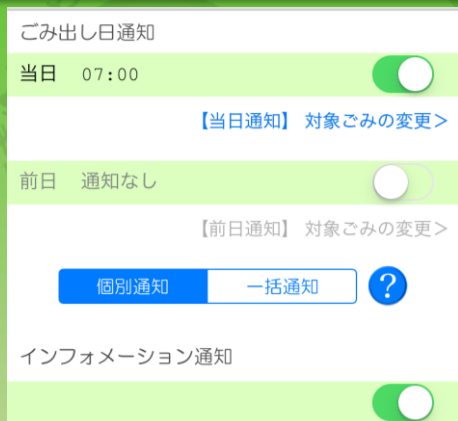 ごみ出し日通知
当日 07:00
【当日通知】 対象ごみの変更>
前日 通知なし
【前日通知】 対象ごみの変更>
個別通知 一括通知 ?
インフォメーション通知